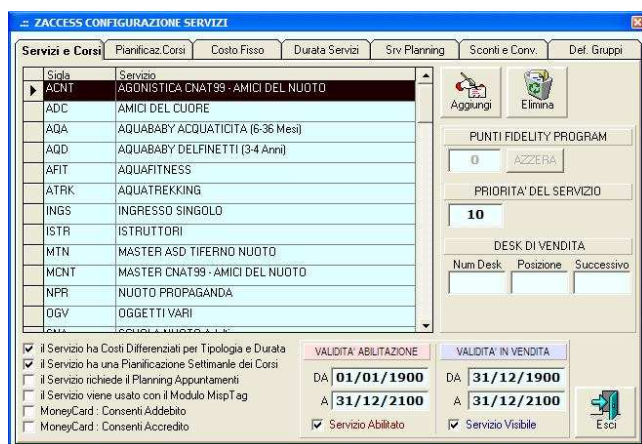 .:: ZACCESS CONFIGURAZIONE SERVIZI
Servizi e Corsi Pianificaz.Corsi Costo Fisso Durata Servizi Srv Planning Sconti e Conv. Def. Gruppi
Sigla Servizio
ACNT AGONISTICA CNAT99 - AMICI DEL NUOTO
ADC AMICI DEL CUORE
AQA AQUABABY ACQUATICITA (6-36 Mesi)
AQD AQUABABY DELFINETTI (3-4 Anni)
AFIT AQUAFITNESS
ATRK AQUATREKKING
INGS INGRESSO SINGOLO
ISTR ISTRUTTORI
MTN MASTER ASD TIFERNO NUOTO
MCNT MASTER CNAT99 - AMICI DEL NUOTO
NPR NUOTO PROPAGANDA
OGV OGGETTI VARI
Aggiungi Elimina
PUNTI FIDELITY PROGRAM
0 AZZERA
PRIORITA' DEL SERVIZIO
10
DESK DI VENDITA
Num Desk Posizione Successivo
il Servizio ha Costi Differenziati per Tipologia e Durata
il Servizio ha una Pianificazione Settimanle dei Corsi
il Servizio richiede il Planning Appuntamenti
il Servizio viene usato con il Modulo MispTag
MoneyCard : Consenti Addebito
MoneyCard : Consenti Accredito
VALIDITA' ABILITAZIONE
DA 01/01/1900
A 31/12/2100
Servizio Abilitato
VALIDITA' IN VENDITA
DA 31/12/1900
A 31/12/2100
Servizio Visibile
Esci